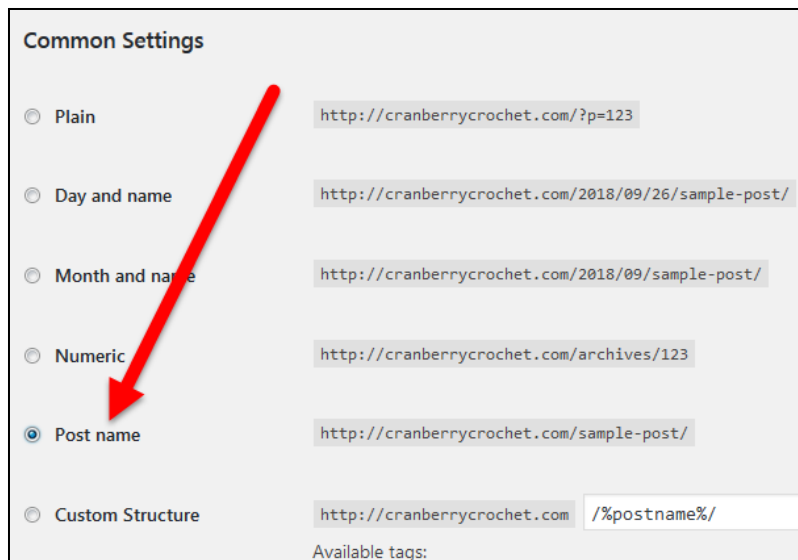 Common Settings
Plain http://cranberrycrochet.com/?p=123
Day and name http://cranberrycrochet.com/2018/09/26/sample-post/
Month and name http://cranberrycrochet.com/2018/09/sample-post/
Numeric http://cranberrycrochet.com/archives/123
Post name http://cranberrycrochet.com/sample-post/
Custom Structure http://cranberrycrochet.com /%postname%/
Available tags: